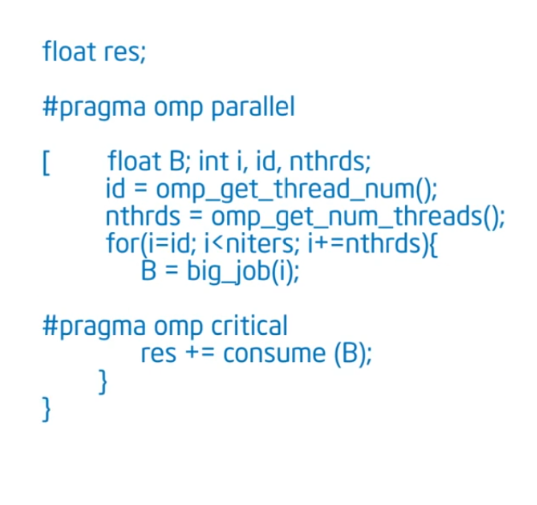 float res;
#pragma omp parallel
[ float B; int i, id, nthrds;
id = omp_get_thread_num();
nthrds = omp_get_num_threads();
for(i=id; i<niters; i+=nthrds){
B = big_job(i);
#pragma omp critical
res += consume (B);
}
}